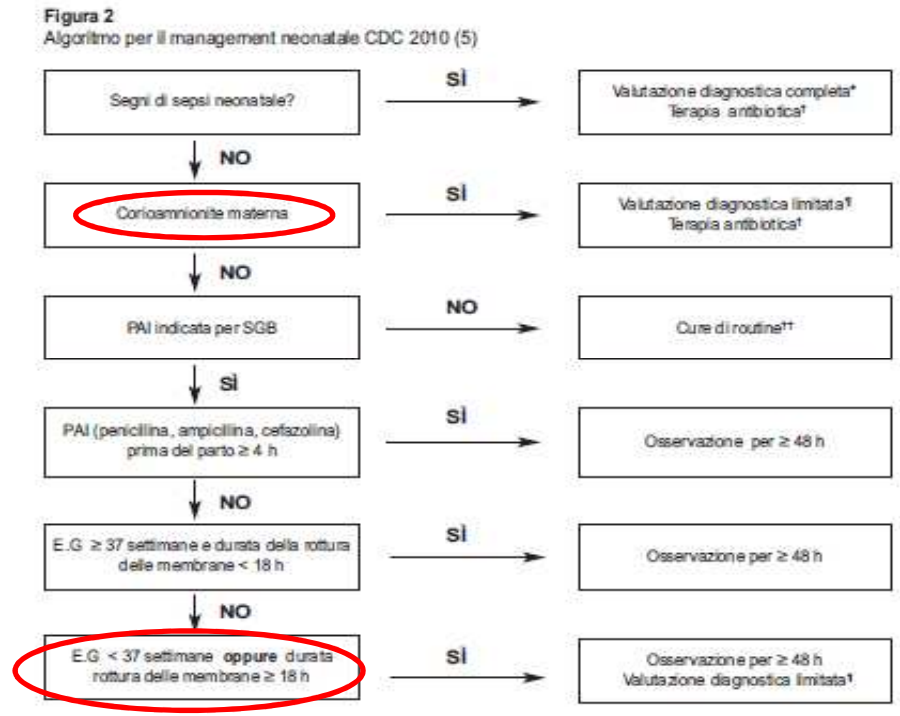 Figura 2
Algoritmo per il management neonatale CDC 2010 (5)
Segni di sepsi neonatale?
SÌ
Valutazione diagnostica completa*
Terapia antibiotica†
NO
Corioamnionite materna
SÌ
Valutazione diagnostica limitata¶
Terapia antibiotica†
NO
PAI indicata per SGB
NO
Cure di routine††
SÌ
PAI (penicillina, ampicillina, cefazolina)
prima del parto ≥ 4 h
SÌ
Osservazione per ≥ 48 h
NO
E.G ≥ 37 settimane e durata della rottura
delle membrane < 18 h
SÌ
Osservazione per ≥ 48 h
NO
E.G < 37 settimane oppure durata
rottura delle membrane ≥ 18 h
SÌ
Osservazione per ≥ 48 h
Valutazione diagnostica limitata¶